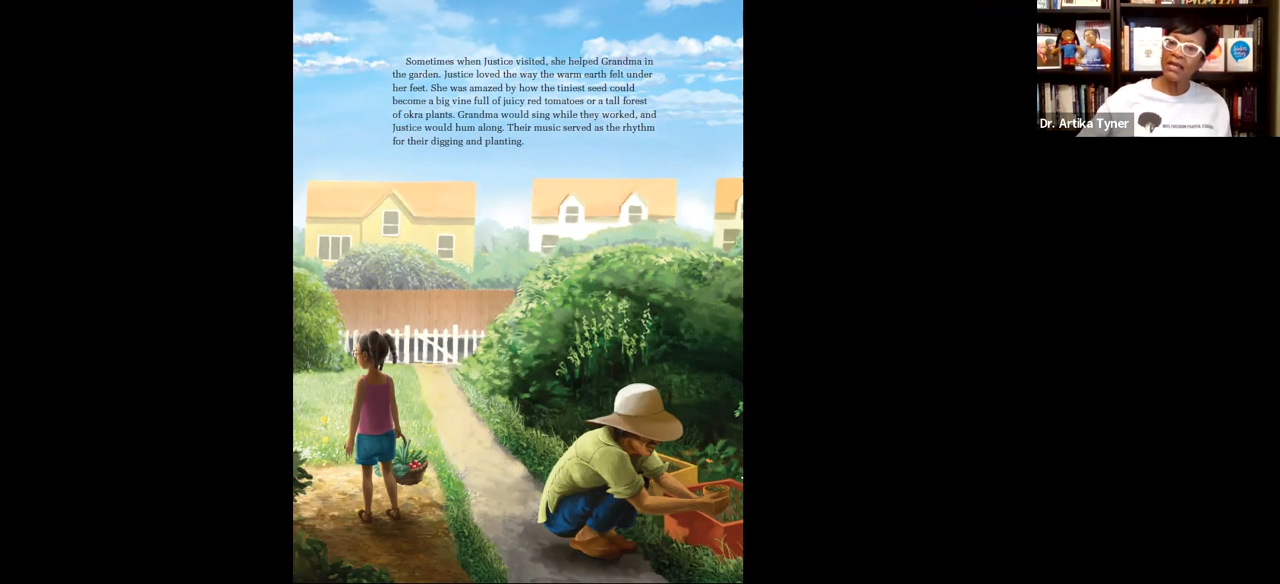 Sometimes when Justice visited, she helped Grandma in
the garden. Justice loved the way the warm earth felt under
her feet. She was amazed by how the tiniest seed could
become a big vine full of juicy red tomatoes or a tall forest
of okra plants. Grandma would sing while they worked, and
Justice would hum along. Their music served as the rhythm
for their digging and planting.
Dr. Artika Tyner